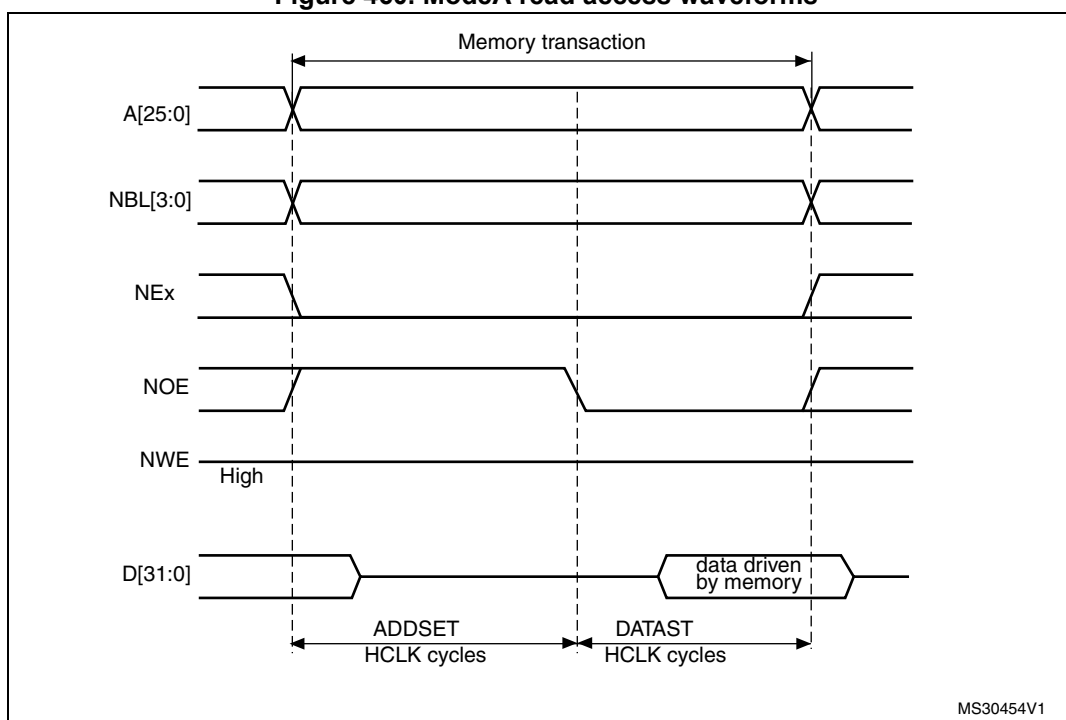 Memory transaction
A[25:0]
NBL[3:0]
NEx
NOE
NWE
High
D[31:0]
data driven
by memory
ADDSET
HCLK cycles
DATAST
HCLK cycles
MS30454V1